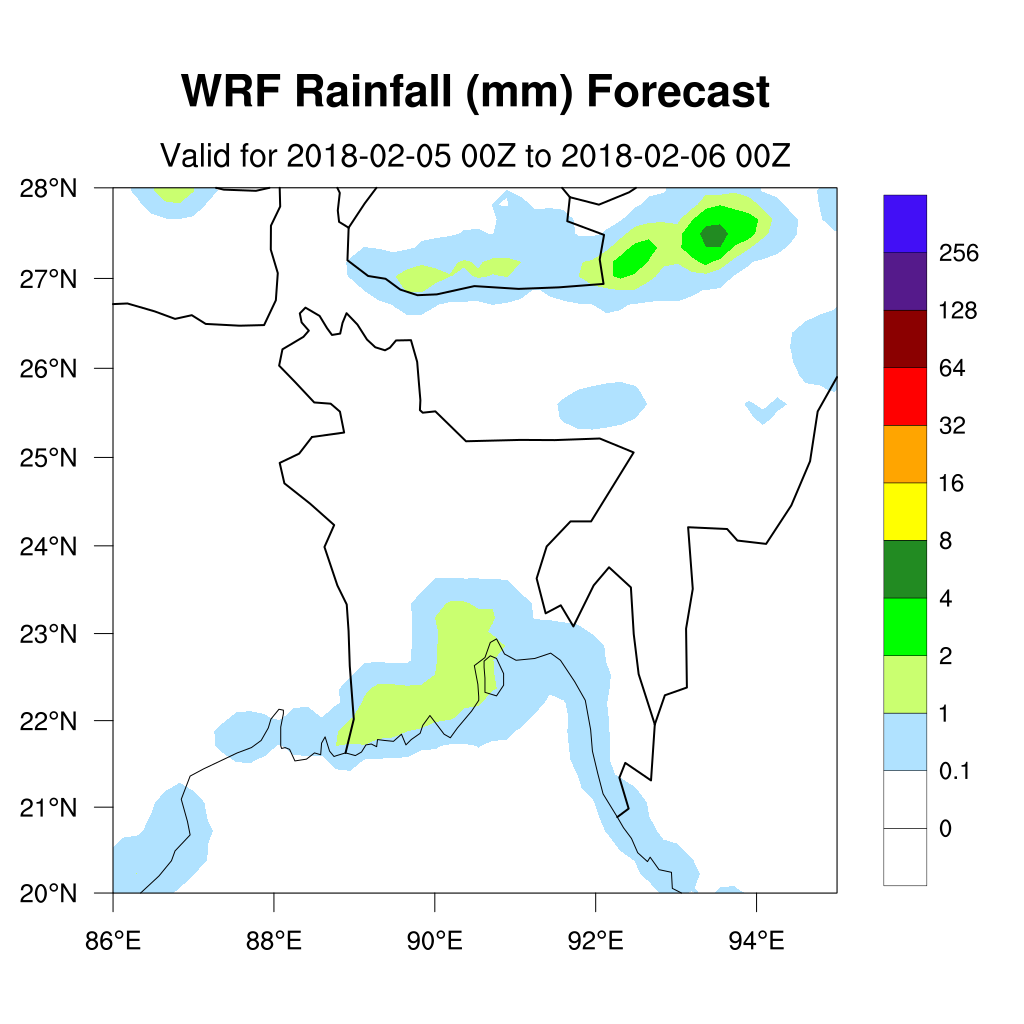 WRF Rainfall (mm) Forecast
Valid for 2018-02-05 00Z to 2018-02-06 00Z
28°N
27°N
26°N
25°N
24°N
23°N
22°N
21°N
20°N
86°E 88°E 90°E 92°E 94°E
256
128
64
32
16
8
4
2
1
0.1
0